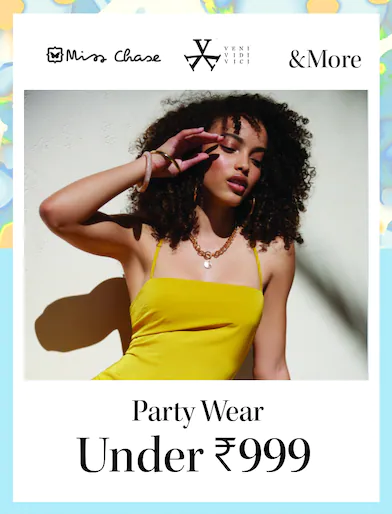 Miss Chase
VENI
VIDI
VICI
&More
Party Wear
Under ₹999